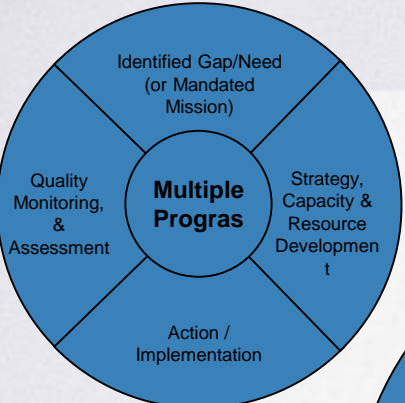 Identified Gap/Need
(or Mandated
Mission)
Quality
Monitoring,
&
Assessment
Multiple
Progras
Strategy,
Capacity &
Resource
Developmen
t
Action /
Implementation